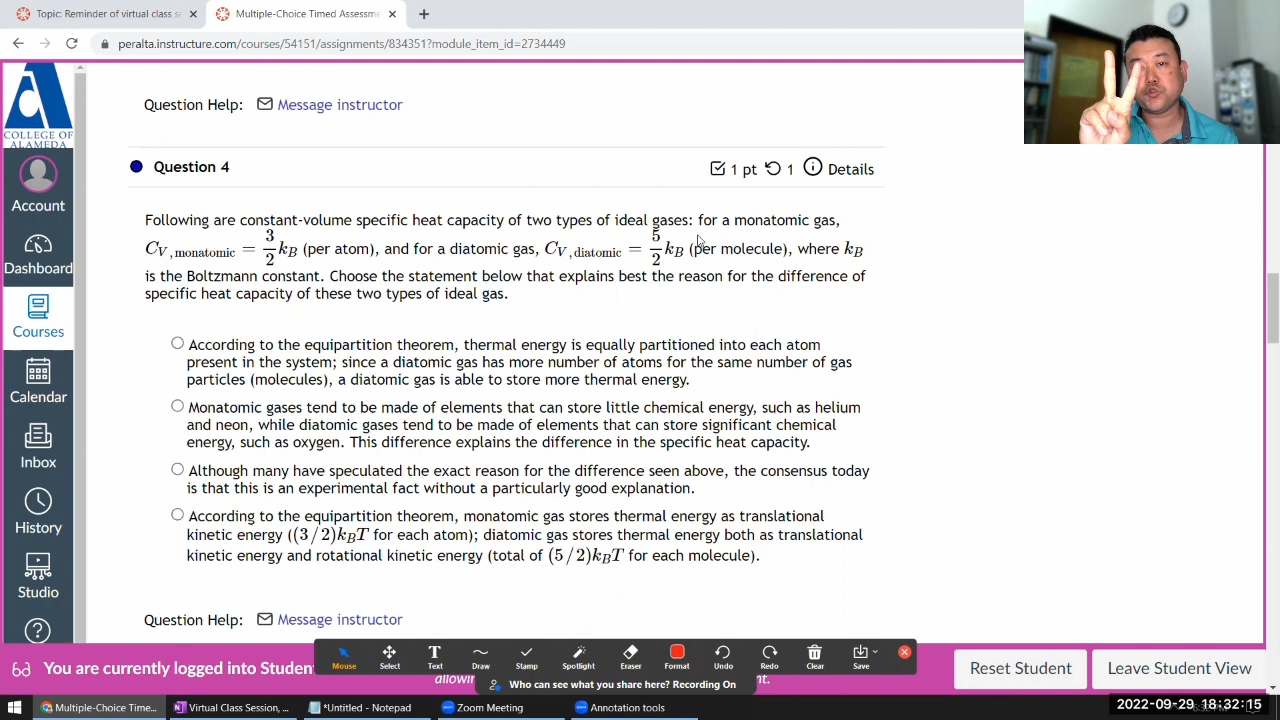 Topic: Reminder of virtual class se
Multiple-Choice Timed Assessme
peralta.instructure.com/courses/54151/assignments/834351?module_item_id=2734449
COLLEGE OF
ALAMEDA
Account
Dashboard
Courses
Calendar
Inbox
History
Studio
Question Help: Message instructor
Question 4
1 pt 1 Details
Following are constant-volume specific heat capacity of two types of ideal gases: for a monatomic gas,
C_{V,monatomic} = 3/2 k_B (per atom), and for a diatomic gas, C_{V,diatomic} = 5/2 k_B (per molecule), where k_B
is the Boltzmann constant. Choose the statement below that explains best the reason for the difference of
specific heat capacity of these two types of ideal gas.
According to the equipartition theorem, thermal energy is equally partitioned into each atom
present in the system; since a diatomic gas has more number of atoms for the same number of gas
particles (molecules), a diatomic gas is able to store more thermal energy.
Monatomic gases tend to be made of elements that can store little chemical energy, such as helium
and neon, while diatomic gases tend to be made of elements that can store significant chemical
energy, such as oxygen. This difference explains the difference in the specific heat capacity.
Although many have speculated the exact reason for the difference seen above, the consensus today
is that this is an experimental fact without a particularly good explanation.
According to the equipartition theorem, monatomic gas stores thermal energy as translational
kinetic energy ((3/2)k_BT for each atom); diatomic gas stores thermal energy both as translational
kinetic energy and rotational kinetic energy (total of (5/2)k_BT for each molecule).
Question Help: Message instructor
Mouse Select Text Draw Stamp Spotlight Eraser Format Undo Redo Clear Save
Who can see what you share here? Recording On
You are currently logged into Studen
nt.
Reset Student
Leave Student View
Multiple-Choice Time...
Virtual Class Session, ...
*Untitled - Notepad
Zoom Meeting
Annotation tools
2022-09-29 18:32:15